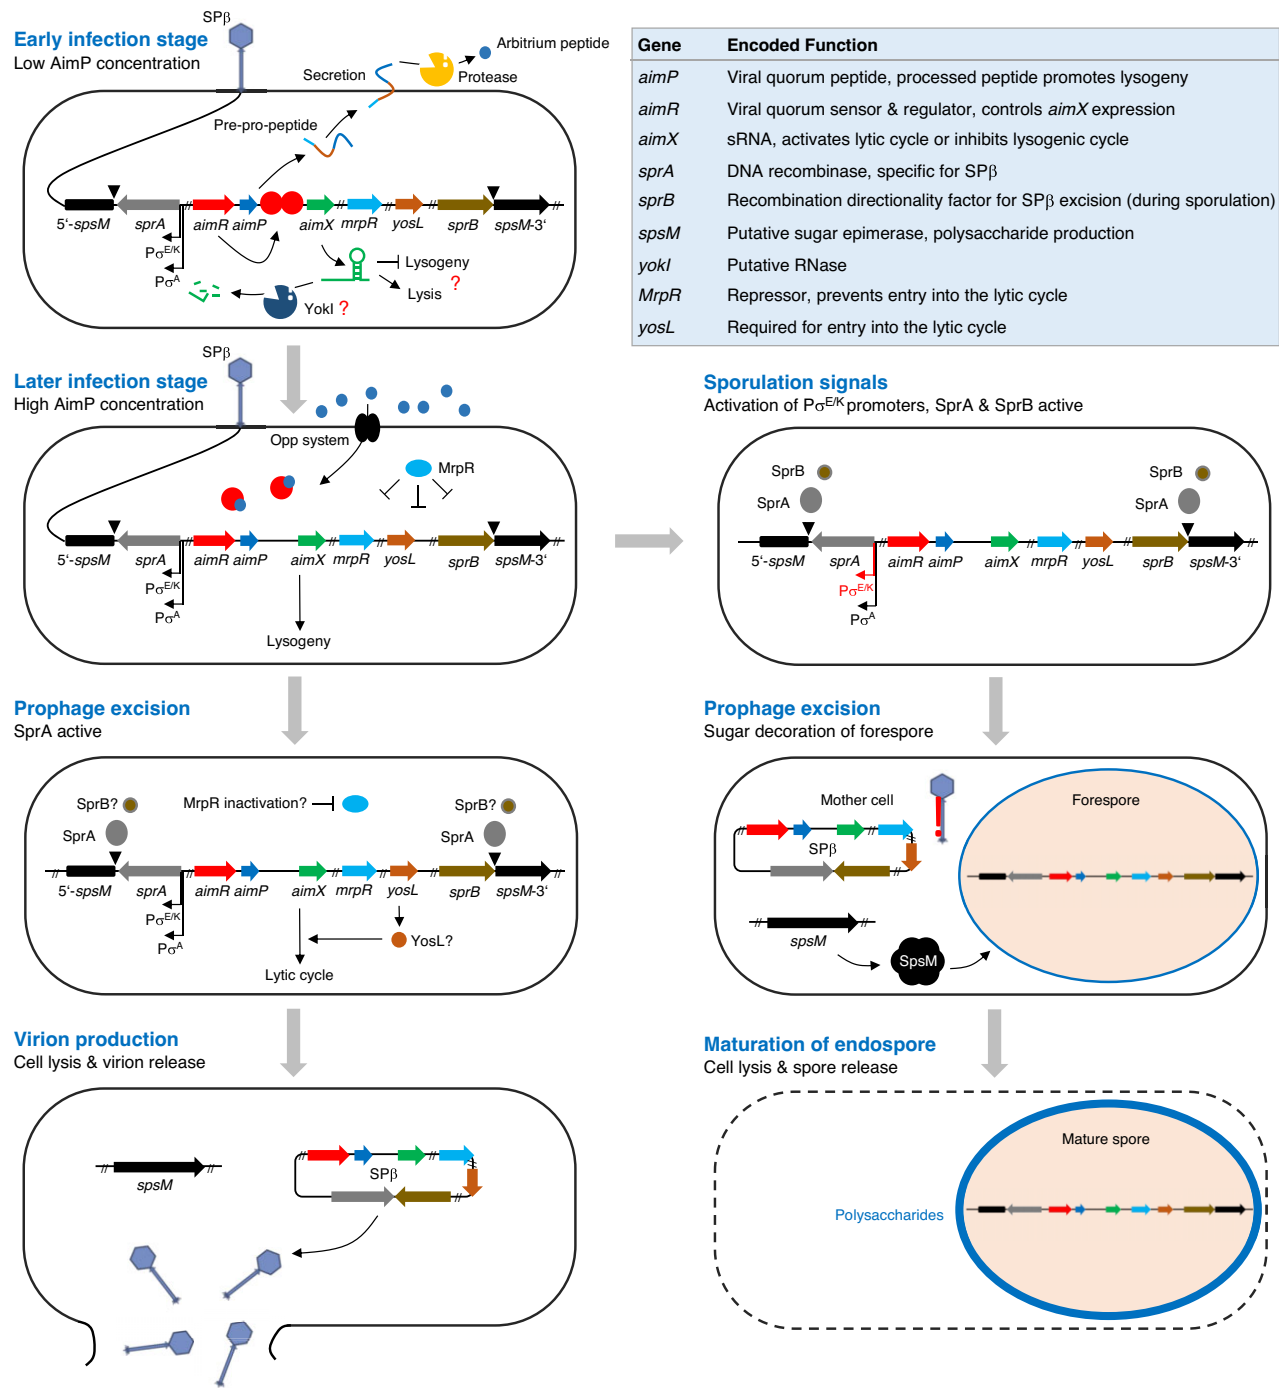 SPβ
Early infection stage
Low AimP concentration
Arbitrium peptide
Secretion
Protease
Pre-pro-peptide
5‘-spsM sprA aimR aimP aimX mrpR yosL sprB spsM-3‘
PσE/K
PσA
Lysogeny
Lysis ?
YokI ?
Gene Encoded Function
aimP Viral quorum peptide, processed peptide promotes lysogeny
aimR Viral quorum sensor & regulator, controls aimX expression
aimX sRNA, activates lytic cycle or inhibits lysogenic cycle
sprA DNA recombinase, specific for SPβ
sprB Recombination directionality factor for SPβ excision (during sporulation)
spsM Putative sugar epimerase, polysaccharide production
yokI Putative RNase
MrpR Repressor, prevents entry into the lytic cycle
yosL Required for entry into the lytic cycle
SPβ
Later infection stage
High AimP concentration
Opp system
MrpR
5‘-spsM sprA aimR aimP aimX mrpR yosL sprB spsM-3‘
PσE/K
PσA
Lysogeny
Sporulation signals
Activation of PσE/K promoters, SprA & SprB active
SprB SprB
SprA SprA
5‘-spsM sprA aimR aimP aimX mrpR yosL sprB spsM-3‘
PσE/K
PσA
Prophage excision
SprA active
SprB? MrpR inactivation? SprB?
SprA SprA
5‘-spsM sprA aimR aimP aimX mrpR yosL sprB spsM-3‘
PσE/K
PσA
YosL?
Lytic cycle
Prophage excision
Sugar decoration of forespore
Mother cell
!
Forespore
SPβ
spsM
SpsM
Virion production
Cell lysis & virion release
spsM
SPβ
Maturation of endospore
Cell lysis & spore release
Mature spore
Polysaccharides